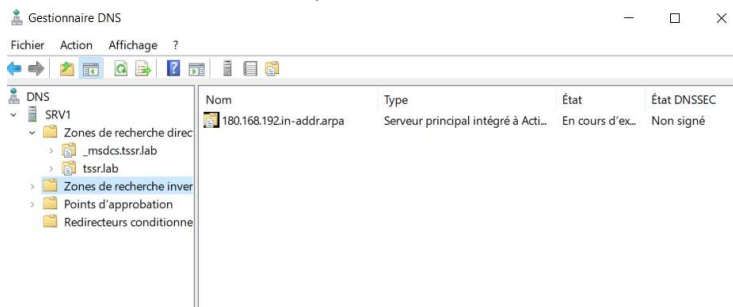 Gestionnaire DNS
Fichier Action Affichage ?
DNS
SRV1
Zones de recherche direc
_msdcs.tssr.lab
tssr.lab
Zones de recherche inver
Points d'approbation
Redirecteurs conditionne
Nom Type État État DNSSEC
180.168.192.in-addr.arpa Serveur principal intégré à Acti... En cours d'ex... Non signé